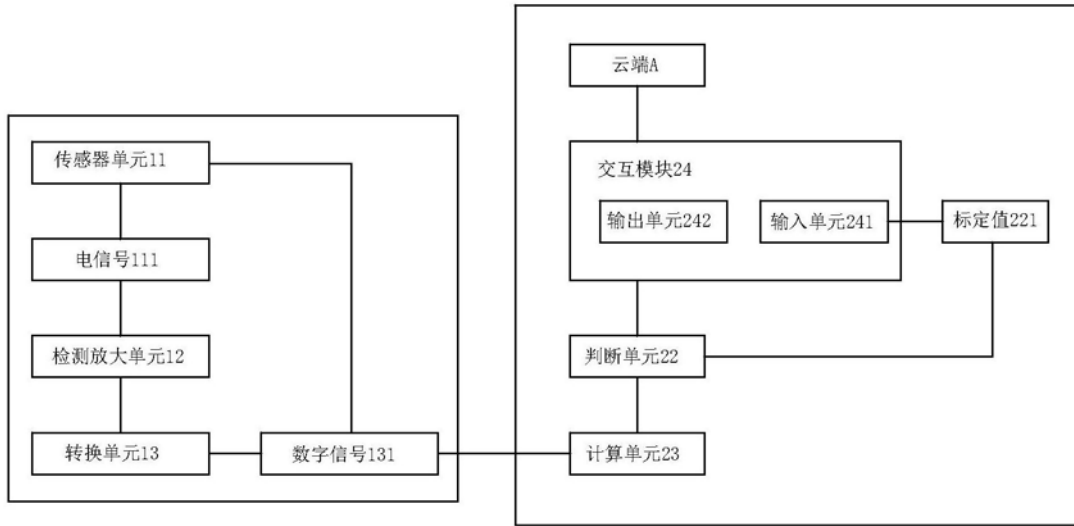 云端A
传感器单元11
交互模块24
输出单元242
输入单元241
标定值221
电信号111
检测放大单元12
判断单元22
转换单元13
数字信号131
计算单元23